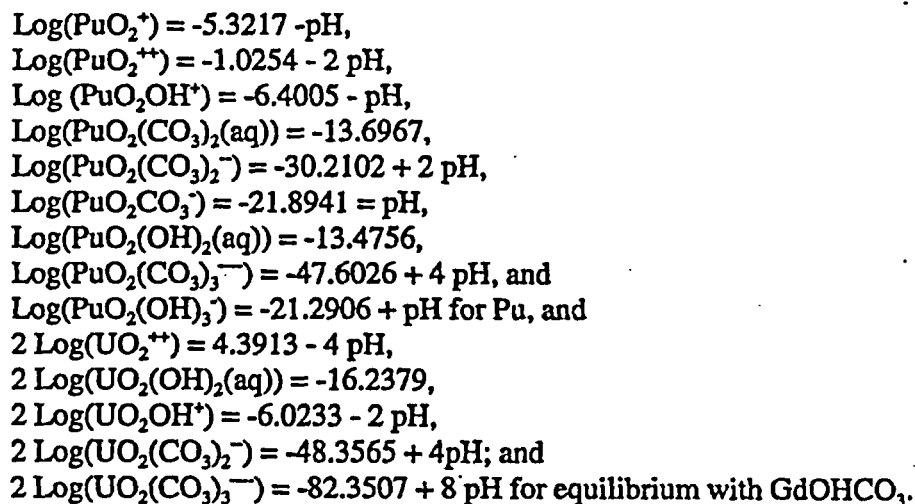 Log(PuO₂⁺) = -5.3217 -pH,
Log(PuO₂⁺⁺) = -1.0254 - 2 pH,
Log (PuO₂OH⁺) = -6.4005 - pH,
Log(PuO₂(CO₃)₂(aq)) = -13.6967,
Log(PuO₂(CO₃)₂⁻) = -30.2102 + 2 pH,
Log(PuO₂CO₃⁻) = -21.8941 = pH,
Log(PuO₂(OH)₂(aq)) = -13.4756,
Log(PuO₂(CO₃)₃⁻⁻) = -47.6026 + 4 pH, and
Log(PuO₂(OH)₃⁻) = -21.2906 + pH for Pu, and
2 Log(UO₂⁺⁺) = 4.3913 - 4 pH,
2 Log(UO₂(OH)₂(aq)) = -16.2379,
2 Log(UO₂OH⁺) = -6.0233 - 2 pH,
2 Log(UO₂(CO₃)₂⁻) = -48.3565 + 4pH; and
2 Log(UO₂(CO₃)₃⁻⁻) = -82.3507 + 8 pH for equilibrium with GdOHCO₃.